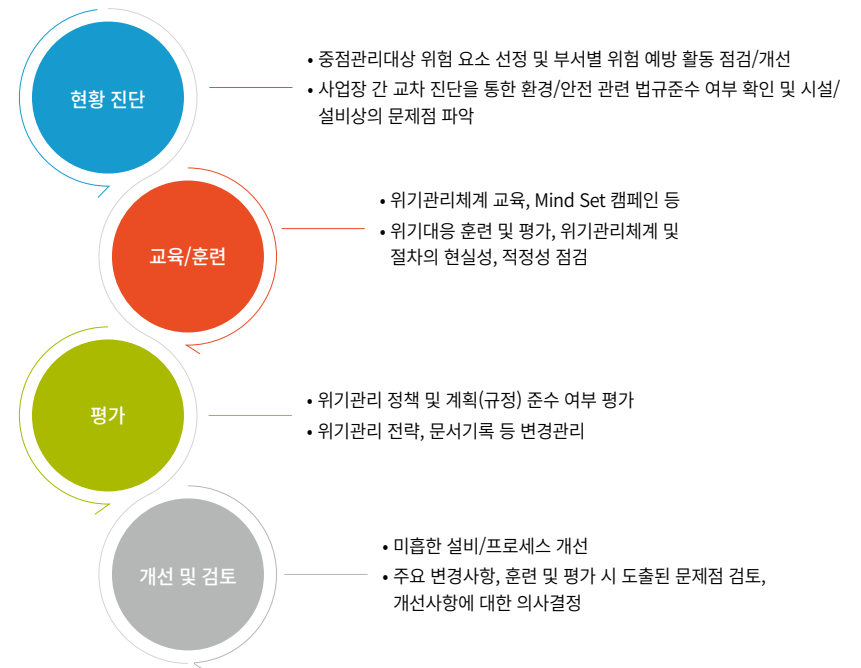 현황 진단
• 중점관리대상 위험 요소 선정 및 부서별 위험 예방 활동 점검/개선
• 사업장 간 교차 진단을 통한 환경/안전 관련 법규준수 여부 확인 및 시설/
설비상의 문제점 파악
교육/훈련
• 위기관리체계 교육, Mind Set 캠페인 등
• 위기대응 훈련 및 평가, 위기관리체계 및
절차의 현실성, 적정성 점검
평가
• 위기관리 정책 및 계획(규정) 준수 여부 평가
• 위기관리 전략, 문서기록 등 변경관리
개선 및 검토
• 미흡한 설비/프로세스 개선
• 주요 변경사항, 훈련 및 평가 시 도출된 문제점 검토,
개선사항에 대한 의사결정